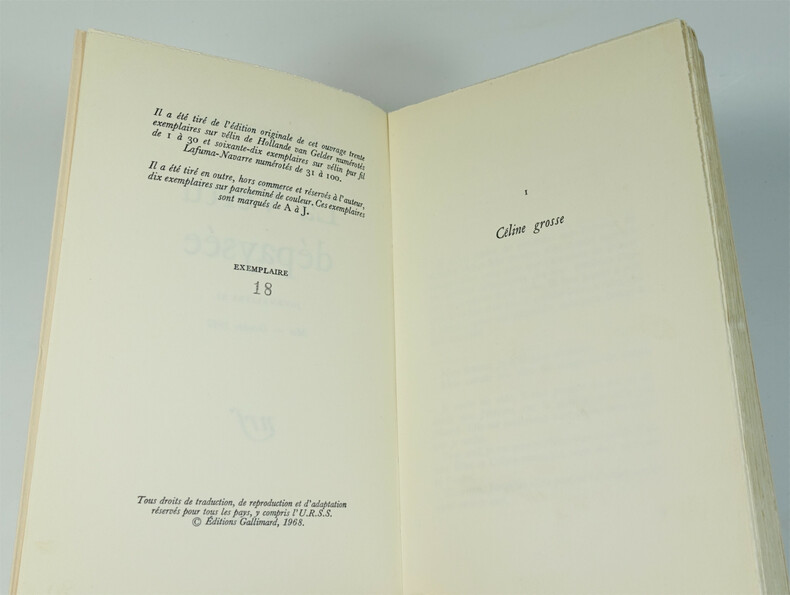 Il a été tiré de l'édition originale de cet ouvrage trente
exemplaires sur vélin de Hollande van Gelder numérotés
de 1 à 30 et soixante-dix exemplaires sur vélin pur fil
Lafuma-Navarre numérotés de 31 à 100.
Il a été tiré en outre, hors commerce et réservés à l'auteur,
dix exemplaires sur parcheminé de couleur. Ces exemplaires
sont marqués de A à J.
EXEMPLAIRE
18
Tous droits de traduction, de reproduction et d'adaptation
réservés pour tous les pays, y compris l'U.R.S.S.
© Éditions Gallimard, 1968.
I
Céline grosse